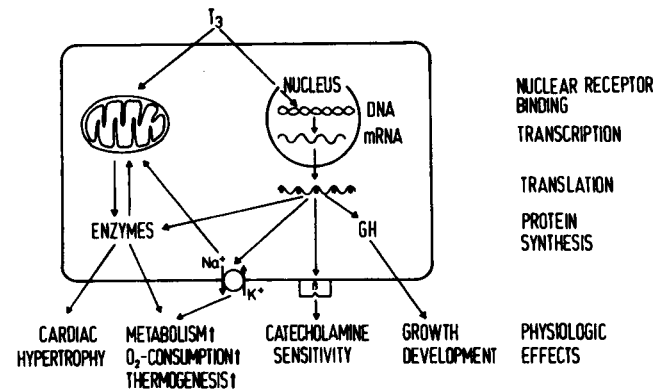 T3
NUCLEUS
DNA
mRNA
ENZYMES
Na+
K+
GH
CARDIAC
HYPERTROPHY
METABOLISM↑
O2-CONSUMPTION↑
THERMOGENESIS↑
CATECHOLAMINE
SENSITIVITY
GROWTH
DEVELOPMENT
NUCLEAR RECEPTOR
BINDING
TRANSCRIPTION
TRANSLATION
PROTEIN
SYNTHESIS
PHYSIOLOGIC
EFFECTS